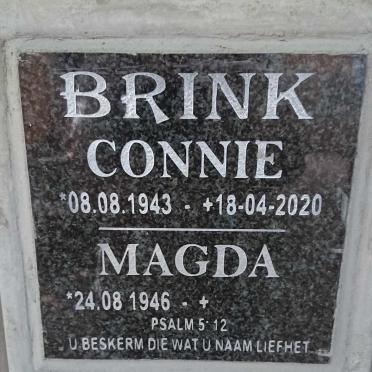 BRINK
CONNIE
*08.08.1943 - +18-04-2020
MAGDA
*24.08 1946 - +
PSALM 5:12
U BESKERM DIE WAT U NAAM LIEFHET